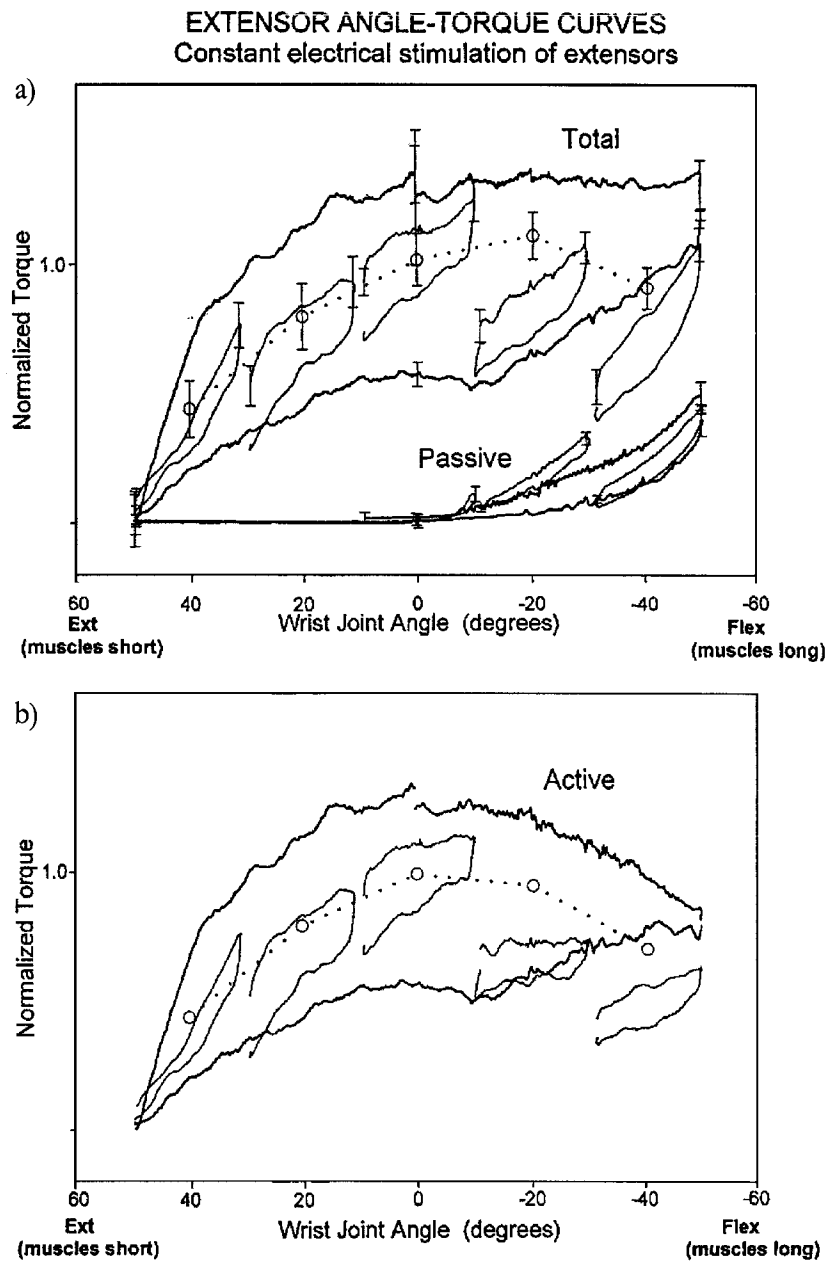 EXTENSOR ANGLE-TORQUE CURVES
Constant electrical stimulation of extensors
a)
Total
1.0
Normalized Torque
Passive
60 40 20 0 -20 -40 -60
Ext Wrist Joint Angle (degrees) Flex
(muscles short) (muscles long)
b)
Active
1.0
Normalized Torque
60 40 20 0 -20 -40 -60
Ext Wrist Joint Angle (degrees) Flex
(muscles short) (muscles long)